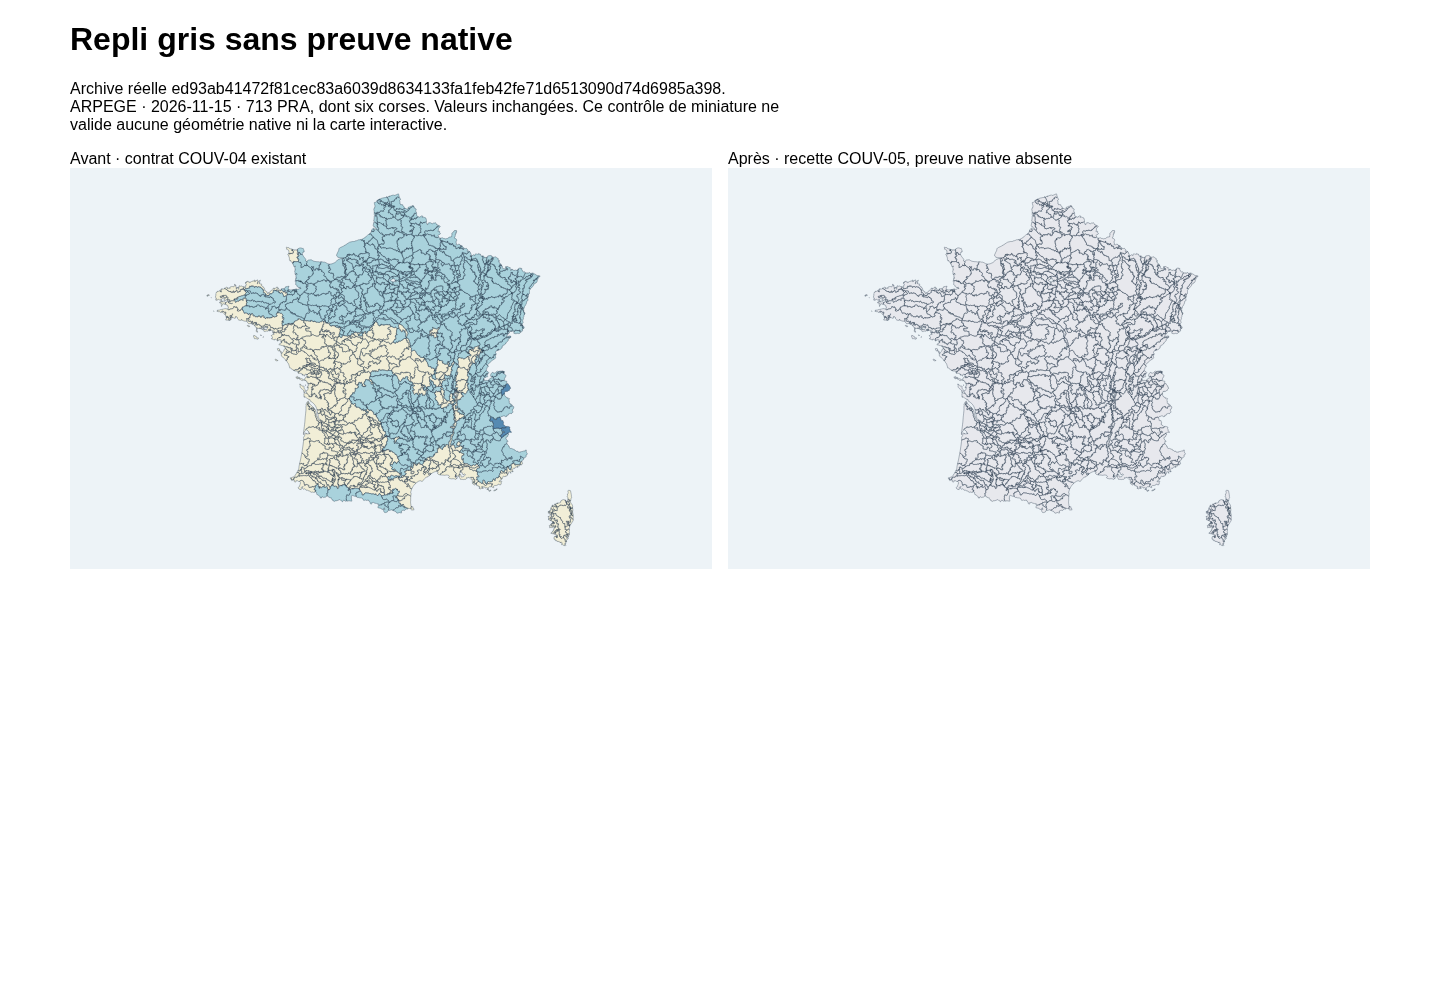 Repli gris sans preuve native
Archive réelle ed93ab41472f81cec83a6039d8634133fa1feb42fe71d6513090d74d6985a398.
ARPEGE · 2026-11-15 · 713 PRA, dont six corses. Valeurs inchangées. Ce contrôle de miniature ne
valide aucune géométrie native ni la carte interactive.
Avant · contrat COUV-04 existant
Après · recette COUV-05, preuve native absente